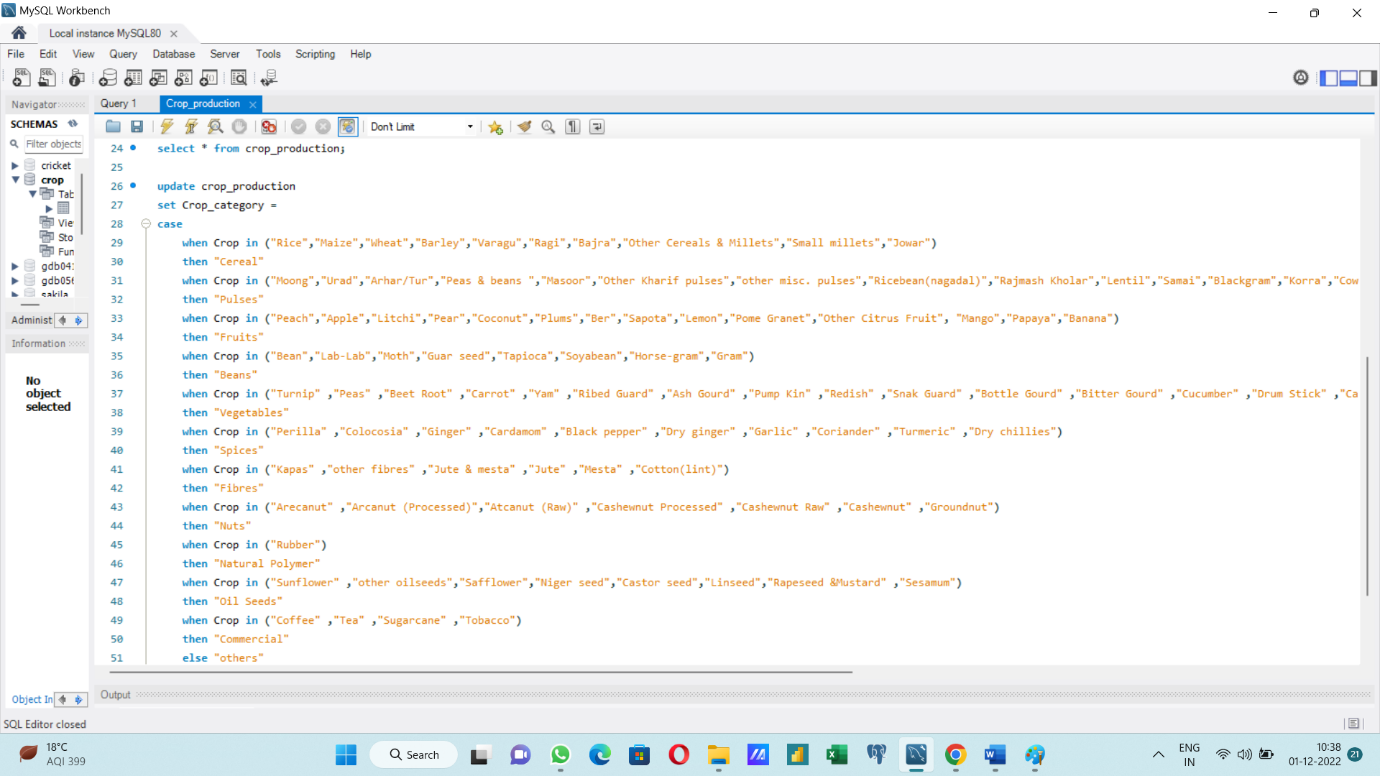 MySQL Workbench
Local instance MySQL80
File Edit View Query Database Server Tools Scripting Help
Navigator
Query 1 Crop_production
SCHEMAS
Don't Limit
Filter objects
cricket
crop
Tab
Vie
Sto
Fun
gdb056
sakila
Administ
Information
No
object
selected
24 select * from crop_production;
25
26 update crop_production
27 set Crop_category =
28 case
29 when Crop in ("Rice","Maize","Wheat","Barley","Varagu","Ragi","Bajra","Other Cereals & Millets","Small millets","Jowar")
30 then "Cereal"
31 when Crop in ("Moong","Urad","Arhar/Tur","Peas & beans ","Masoor","Other Kharif pulses","other misc. pulses","Ricebean(nagadal)","Rajmash Kholar","Lentil","Samai","Blackgram","Korra","Cow
32 then "Pulses"
33 when Crop in ("Peach","Apple","Litchi","Pear","Coconut","Plums","Ber","Sapota","Lemon","Pome Granet","Other Citrus Fruit", "Mango","Papaya","Banana")
34 then "Fruits"
35 when Crop in ("Bean","Lab-Lab","Moth","Guar seed","Tapioca","Soyabean","Horse-gram","Gram")
36 then "Beans"
37 when Crop in ("Turnip" ,"Peas" ,"Beet Root" ,"Carrot" ,"Yam" ,"Ribed Guard" ,"Ash Gourd" ,"Pump Kin" ,"Redish" ,"Snak Guard" ,"Bottle Gourd" ,"Bitter Gourd" ,"Cucumber" ,"Drum Stick" ,"Ca
38 then "Vegetables"
39 when Crop in ("Perilla" ,"Colocosia" ,"Ginger" ,"Cardamom" ,"Black pepper" ,"Dry ginger" ,"Garlic" ,"Coriander" ,"Turmeric" ,"Dry chillies")
40 then "Spices"
41 when Crop in ("Kapas" ,"other fibres" ,"Jute & mesta" ,"Jute" ,"Mesta" ,"Cotton(lint)")
42 then "Fibres"
43 when Crop in ("Arecanut" ,"Arcanut (Processed)","Atcanut (Raw)" ,"Cashewnut Processed" ,"Cashewnut Raw" ,"Cashewnut" ,"Groundnut")
44 then "Nuts"
45 when Crop in ("Rubber")
46 then "Natural Polymer"
47 when Crop in ("Sunflower" ,"other oilseeds","Safflower","Niger seed","Castor seed","Linseed","Rapeseed &Mustard" ,"Sesamum")
48 then "Oil Seeds"
49 when Crop in ("Coffee" ,"Tea" ,"Sugarcane" ,"Tobacco")
50 then "Commercial"
51 else "others"
Object In
Output
SQL Editor closed
18°C
AQI 399
Search
ENG
IN
10:38
01-12-2022
21